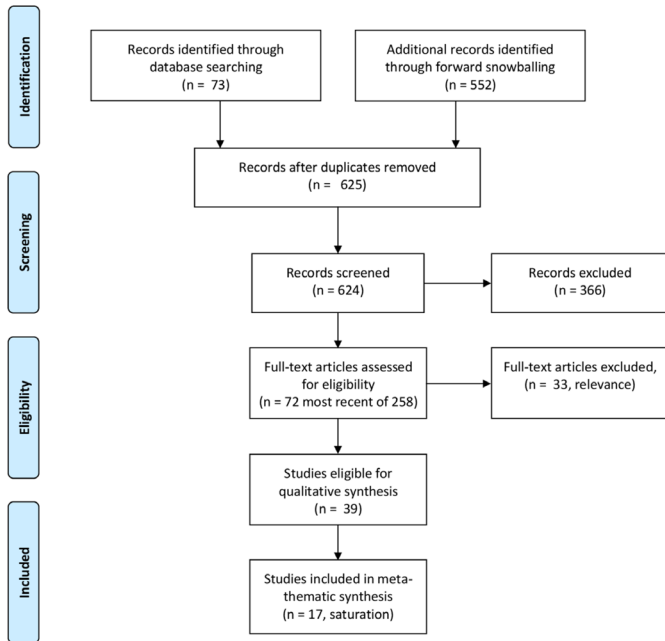 Identification
Records identified through
database searching
(n = 73)
Additional records identified
through forward snowballing
(n = 552)
Records after duplicates removed
(n = 625)
Screening
Records screened
(n = 624)
Records excluded
(n = 366)
Eligibility
Full-text articles assessed
for eligibility
(n = 72 most recent of 258)
Full-text articles excluded,
(n = 33, relevance)
Studies eligible for
qualitative synthesis
(n = 39)
Included
Studies included in meta-
thematic synthesis
(n = 17, saturation)